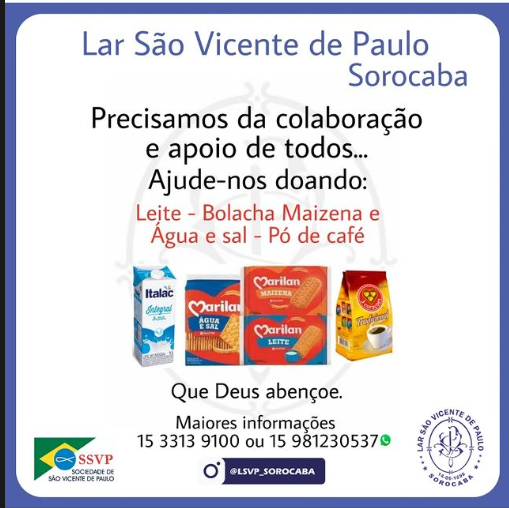 Lar São Vicente de Paulo
Sorocaba
Precisamos da colaboração
e apoio de todos...
Ajude-nos doando:
Leite - Bolacha Maizena e
Água e sal - Pó de café
Italac
Integral
Marilan
ÁGUA
E SAL
Marilan
MAIZENA
Marilan
LEITE
Que Deus abençoe.
Maiores informações
15 3313 9100 ou 15 981230537
@LSVP_SOROCABA
SSVP
SOCIEDADE DE
SÃO VICENTE DE PAULO
LAR SÃO VICENTE DE PAULO
SOROCABA